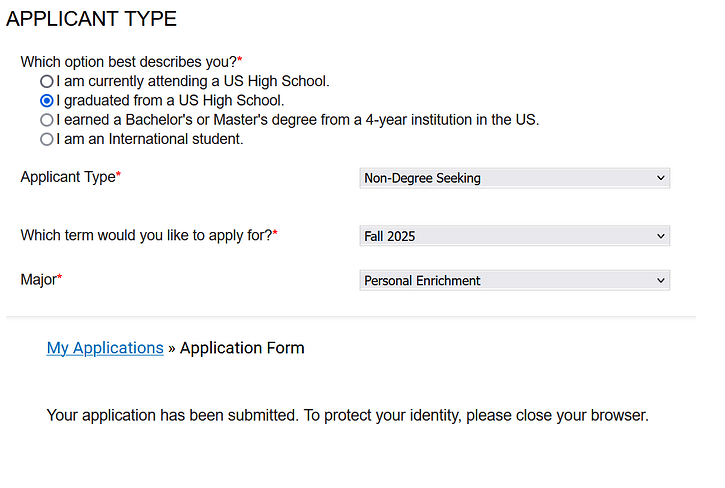 APPLICANT TYPE
Which option best describes you?*
I am currently attending a US High School.
I graduated from a US High School.
I earned a Bachelor's or Master's degree from a 4-year institution in the US.
I am an International student.
Applicant Type* Non-Degree Seeking
Which term would you like to apply for?* Fall 2025
Major* Personal Enrichment
My Applications » Application Form
Your application has been submitted. To protect your identity, please close your browser.